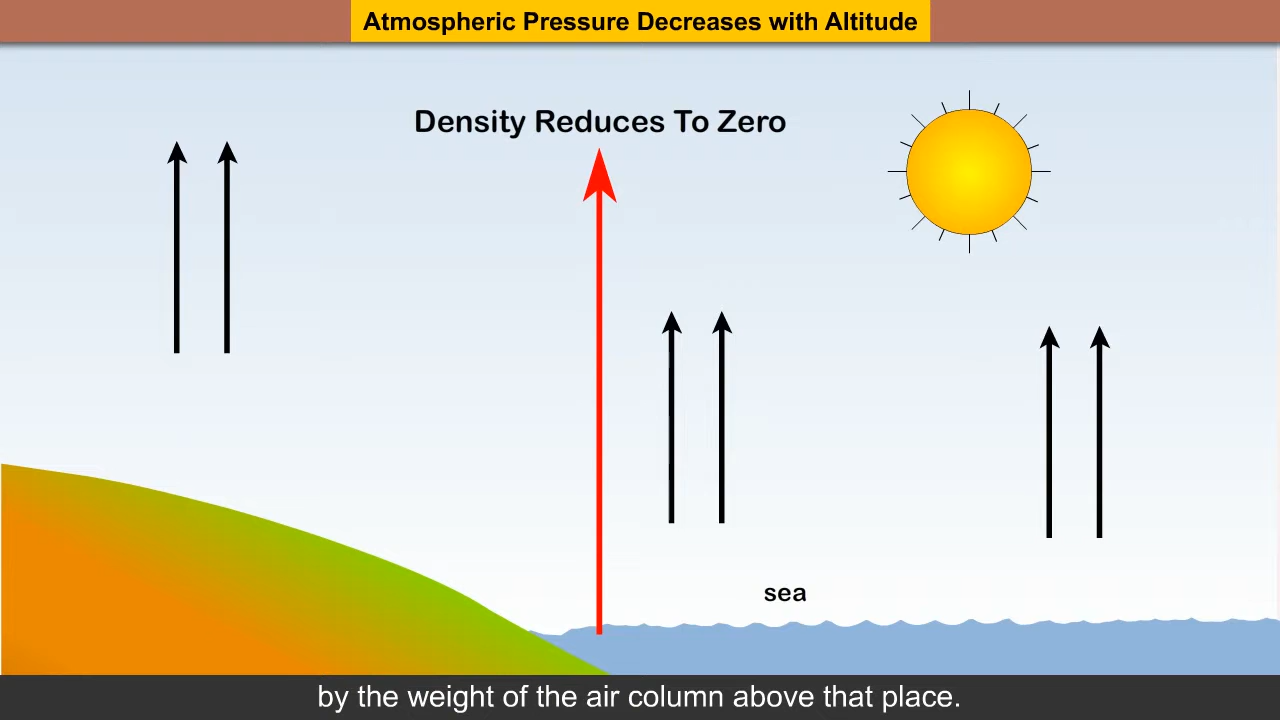 Atmospheric Pressure Decreases with Altitude
Density Reduces To Zero
sea
by the weight of the air column above that place.